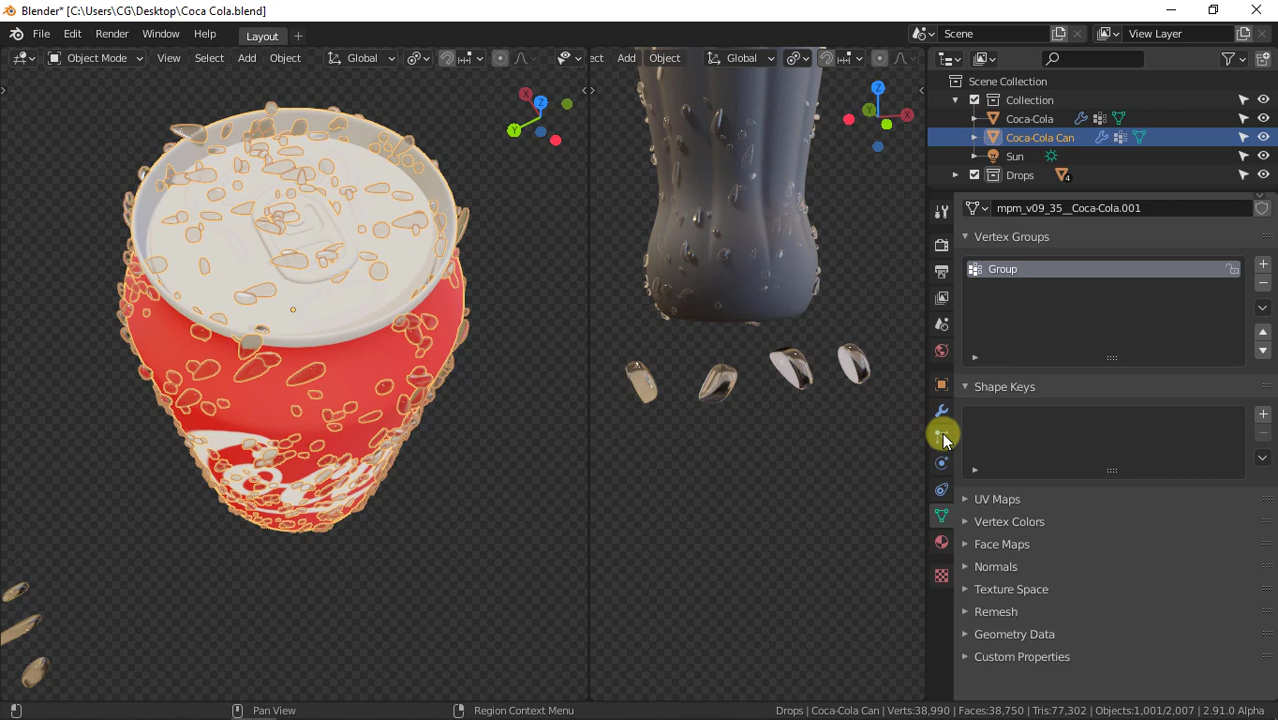 Blender* [C:\Users\CG\Desktop\Coca Cola.blend]
File Edit Render Window Help Layout + Scene View Layer
Object Mode View Select Add Object Global ect Add Object Global
Scene Collection
Collection
Coca-Cola
Coca-Cola Can
Sun
Drops 4
X Z Y
Z X Y
mpm_v09_35__Coca-Cola.001
Vertex Groups
Group
Shape Keys
UV Maps
Vertex Colors
Face Maps
Normals
Texture Space
Remesh
Geometry Data
Custom Properties
Pan View Region Context Menu Drops | Coca-Cola Can | Verts:38,990 | Faces:38,750 | Tris:77,302 | Objects:1,001/2,007 | 2.91.0 Alpha